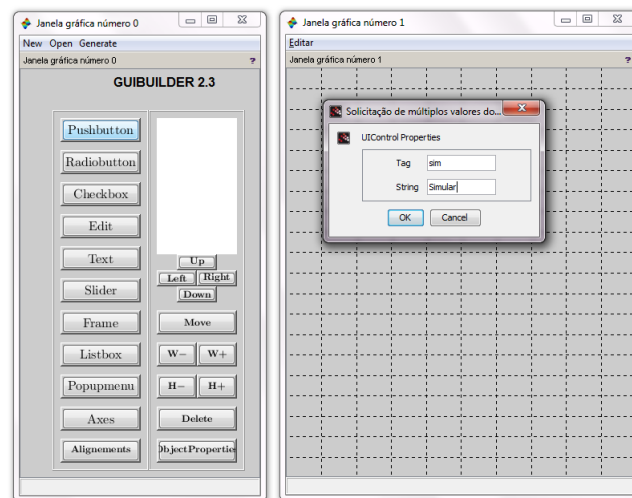 Janela gráfica número 0
New Open Generate
Janela gráfica número 0 ?
GUIBUILDER 2.3
Pushbutton
Radiobutton
Checkbox
Edit
Text
Slider
Frame
Listbox
Popupmenu
Axes
Alignements
Up
Left Right
Down
Move
W− W+
H− H+
Delete
ObjectProperties
Janela gráfica número 1
Editar
Janela gráfica número 1 ?
Solicitação de múltiplos valores do...
UIControl Properties
Tag sim
String Simular
OK Cancel